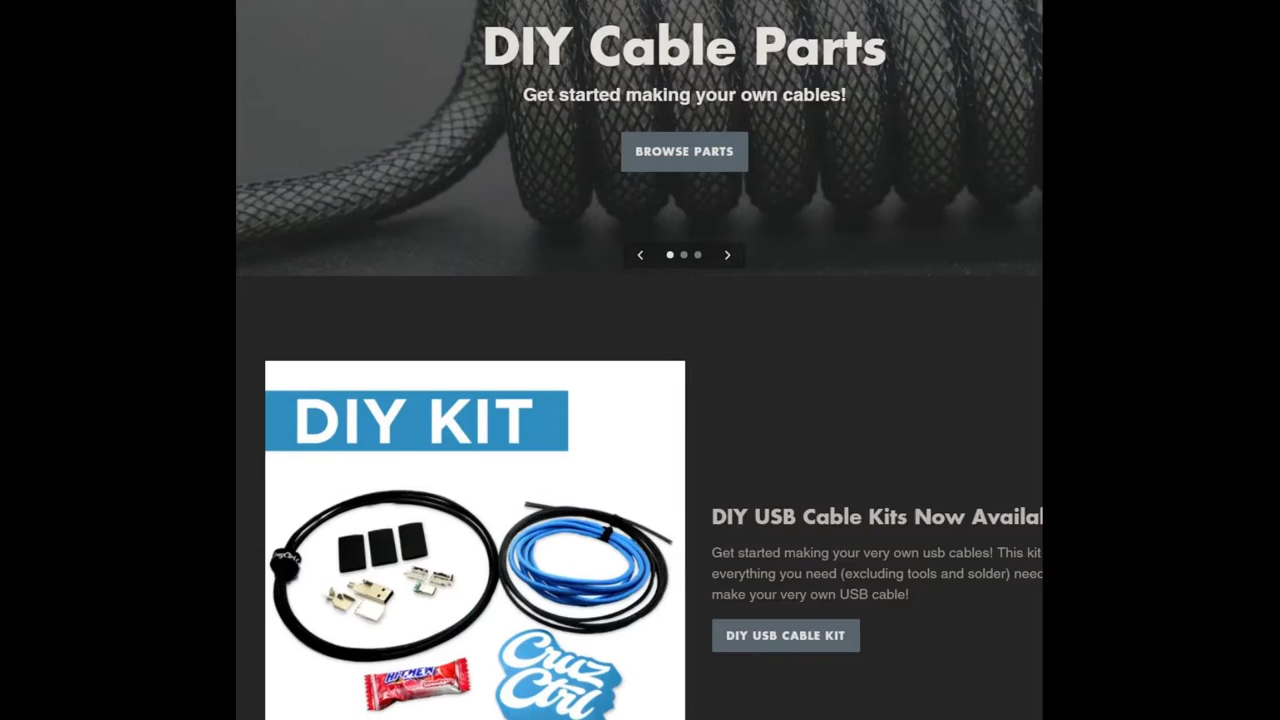 DIY Cable Parts
Get started making your own cables!
BROWSE PARTS
DIY KIT
DIY USB Cable Kits Now Availal
Get started making your very own usb cables! This kit
everything you need (excluding tools and solder) need
make your very own USB cable!
DIY USB CABLE KIT
HI-CHEW
Cruz
Ctrl